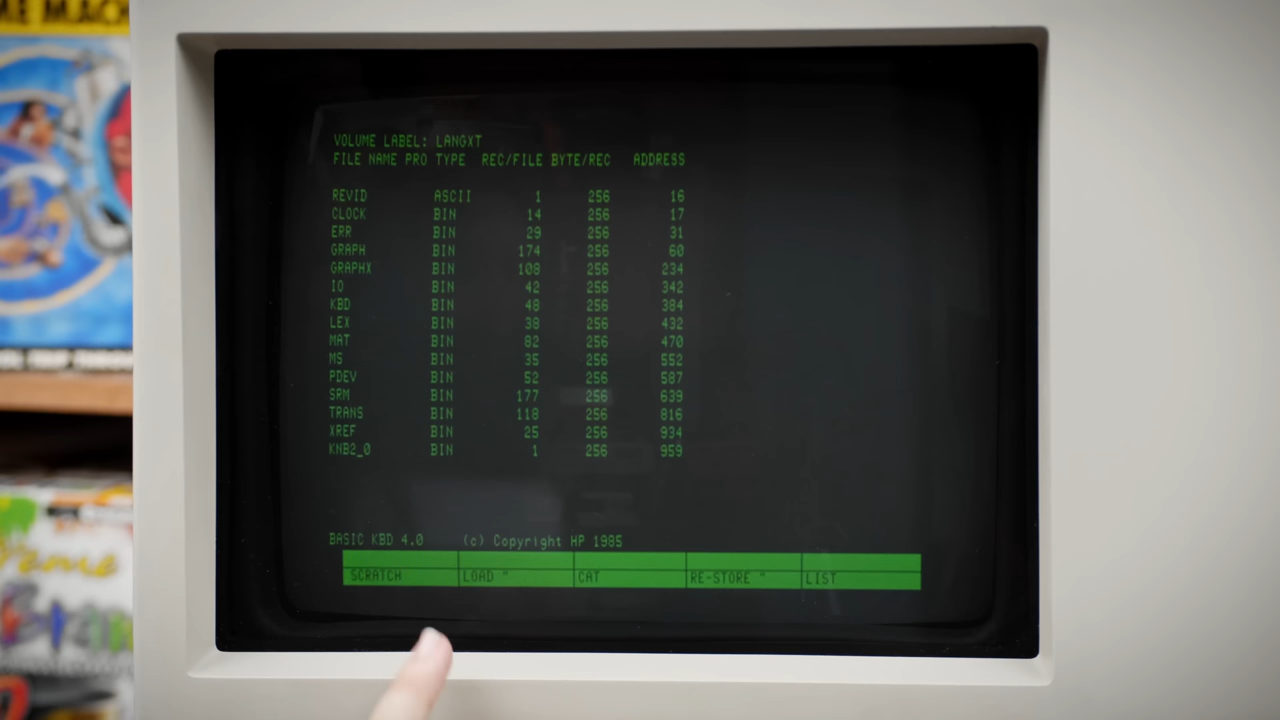 VOLUME LABEL: LANGXT
FILE NAME PRO TYPE REC/FILE BYTE/REC ADDRESS
REVID ASCII 1 256 16
CLOCK BIN 14 256 17
ERR BIN 29 256 31
GRAPH BIN 174 256 60
GRAPHX BIN 108 256 234
IO BIN 42 256 342
KBD BIN 48 256 384
LEX BIN 38 256 432
MAT BIN 82 256 470
MS BIN 35 256 552
PDEV BIN 52 256 587
SRM BIN 177 256 639
TRANS BIN 118 256 816
XREF BIN 25 256 934
KNB2_0 BIN 1 256 959
BASIC KBD 4.0 (c) Copyright HP 1985
SCRATCH LOAD " CAT RE-STORE " LIST